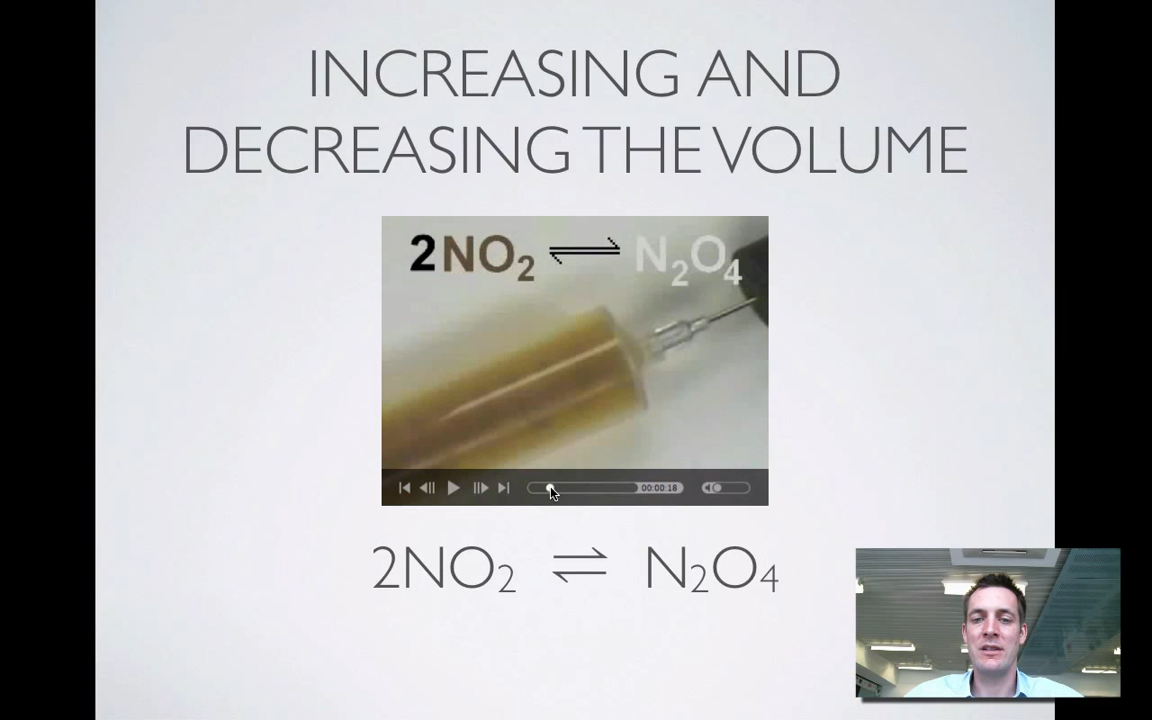 INCREASING AND
DECREASING THE VOLUME
2NO₂ ⇌ N₂O₄
00:00:18
2NO₂ ⇌ N₂O₄